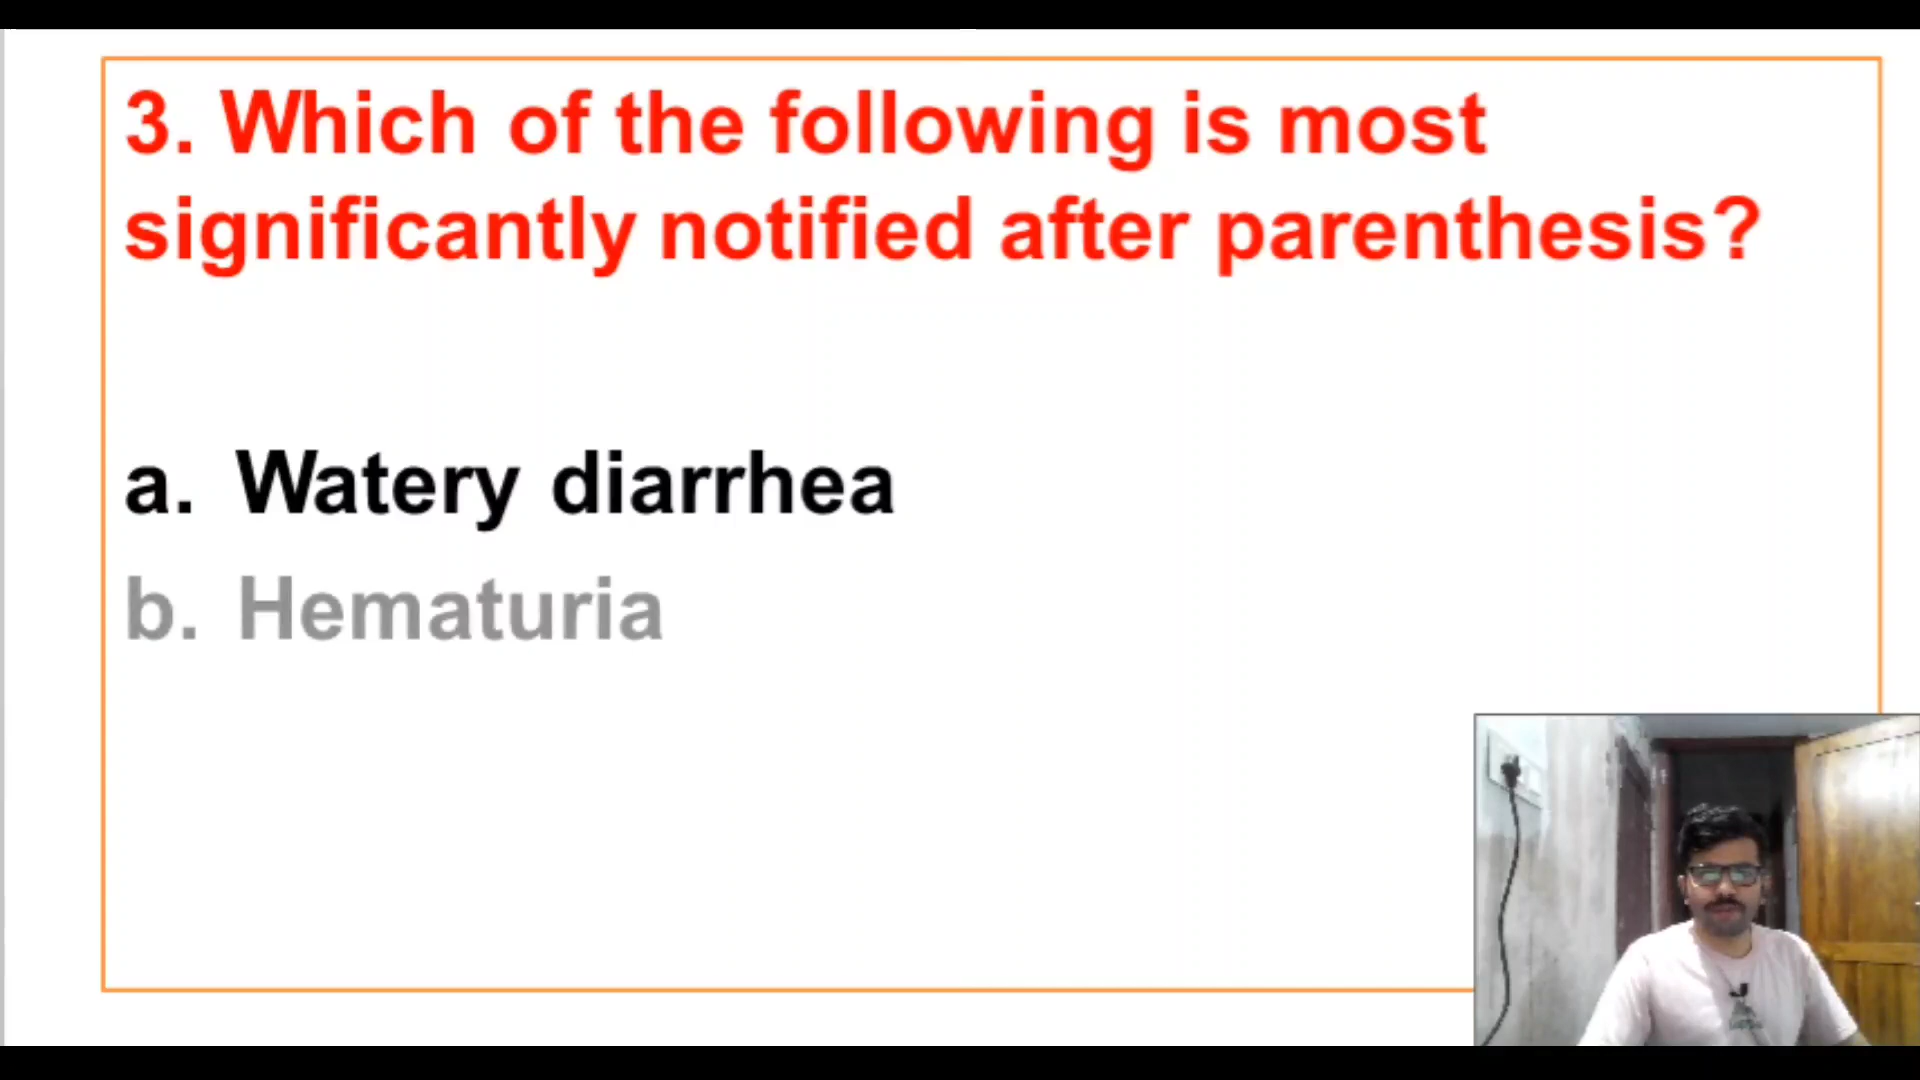 3. Which of the following is most
significantly notified after parenthesis?
a. Watery diarrhea
b. Hematuria